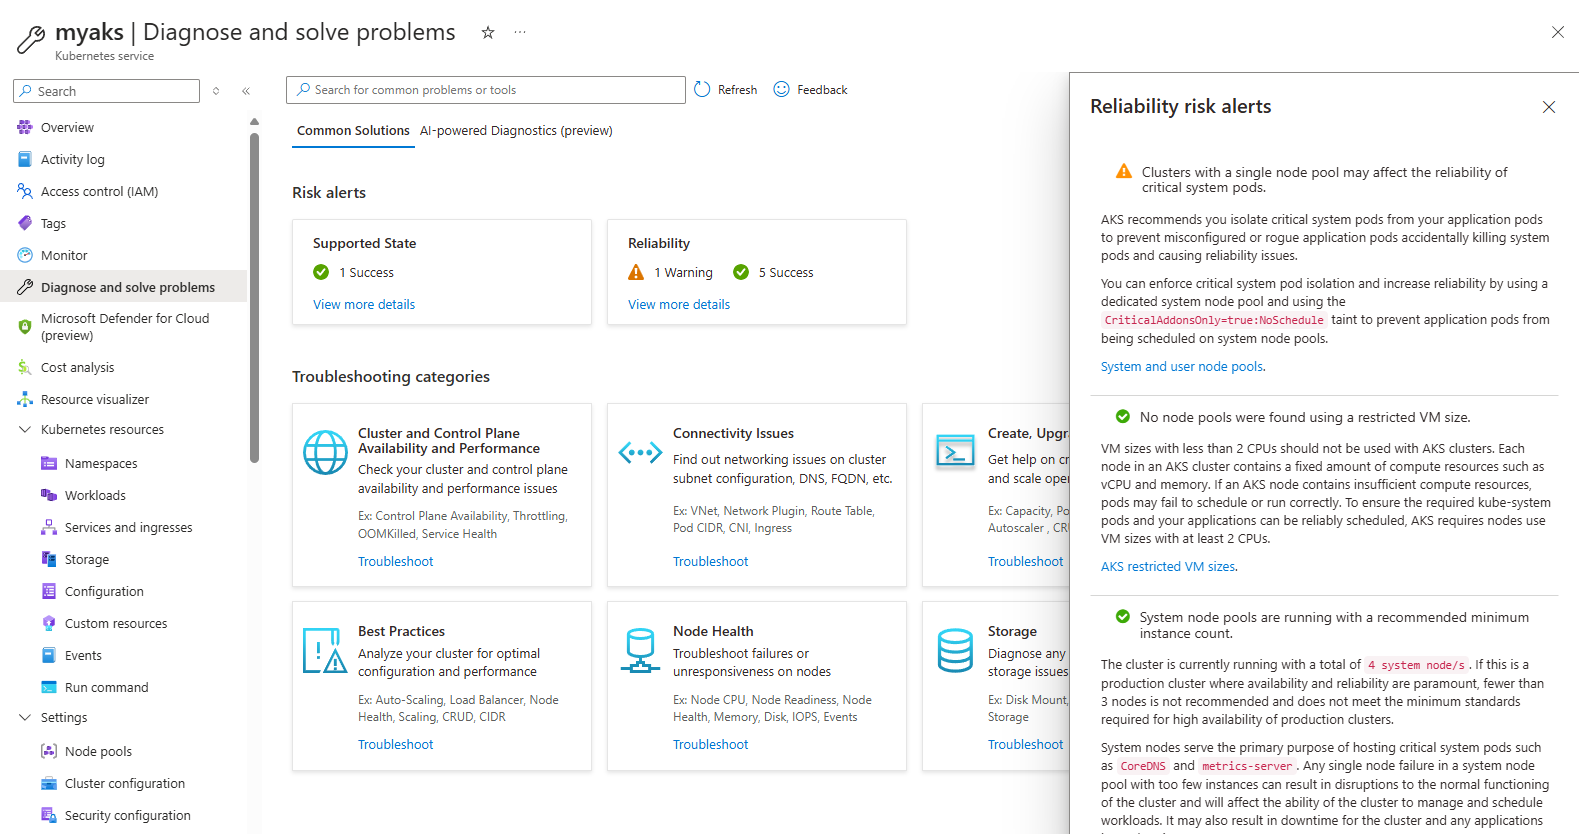 myaks | Diagnose and solve problems
Kubernetes service
Search
Overview
Activity log
Access control (IAM)
Tags
Monitor
Diagnose and solve problems
Microsoft Defender for Cloud
(preview)
Cost analysis
Resource visualizer
Kubernetes resources
Namespaces
Workloads
Services and ingresses
Storage
Configuration
Custom resources
Events
Run command
Settings
Node pools
Cluster configuration
Security configuration
Search for common problems or tools
Refresh
Feedback
Common Solutions
AI-powered Diagnostics (preview)
Risk alerts
Supported State
1 Success
View more details
Reliability
1 Warning
5 Success
View more details
Troubleshooting categories
Cluster and Control Plane
Availability and Performance
Check your cluster and control plane
availability and performance issues
Ex: Control Plane Availability, Throttling,
OOMKilled, Service Health
Troubleshoot
Connectivity Issues
Find out networking issues on cluster
subnet configuration, DNS, FQDN, etc.
Ex: VNet, Network Plugin, Route Table,
Pod CIDR, CNI, Ingress
Troubleshoot
Create, Upgr
Get help on cr
and scale oper
Ex: Capacity, Po
Autoscaler , CR
Troubleshoot
Best Practices
Analyze your cluster for optimal
configuration and performance
Ex: Auto-Scaling, Load Balancer, Node
Health, Scaling, CRUD, CIDR
Troubleshoot
Node Health
Troubleshoot failures or
unresponsiveness on nodes
Ex: Node CPU, Node Readiness, Node
Health, Memory, Disk, IOPS, Events
Troubleshoot
Storage
Diagnose any
storage issues
Ex: Disk Mount,
Storage
Troubleshoot
Reliability risk alerts
Clusters with a single node pool may affect the reliability of
critical system pods.
AKS recommends you isolate critical system pods from your application pods
to prevent misconfigured or rogue application pods accidentally killing system
pods and causing reliability issues.
You can enforce critical system pod isolation and increase reliability by using a
dedicated system node pool and using the
CriticalAddonsOnly=true:NoSchedule taint to prevent application pods from
being scheduled on system node pools.
System and user node pools.
No node pools were found using a restricted VM size.
VM sizes with less than 2 CPUs should not be used with AKS clusters. Each
node in an AKS cluster contains a fixed amount of compute resources such as
vCPU and memory. If an AKS node contains insufficient compute resources,
pods may fail to schedule or run correctly. To ensure the required kube-system
pods and your applications can be reliably scheduled, AKS requires nodes use
VM sizes with at least 2 CPUs.
AKS restricted VM sizes.
System node pools are running with a recommended minimum
instance count.
The cluster is currently running with a total of 4 system node/s. If this is a
production cluster where availability and reliability are paramount, fewer than
3 nodes is not recommended and does not meet the minimum standards
required for high availability of production clusters.
System nodes serve the primary purpose of hosting critical system pods such
as CoreDNS and metrics-server. Any single node failure in a system node
pool with too few instances can result in disruptions to the normal functioning
of the cluster and will affect the ability of the cluster to manage and schedule
workloads. It may also result in downtime for the cluster and any applications